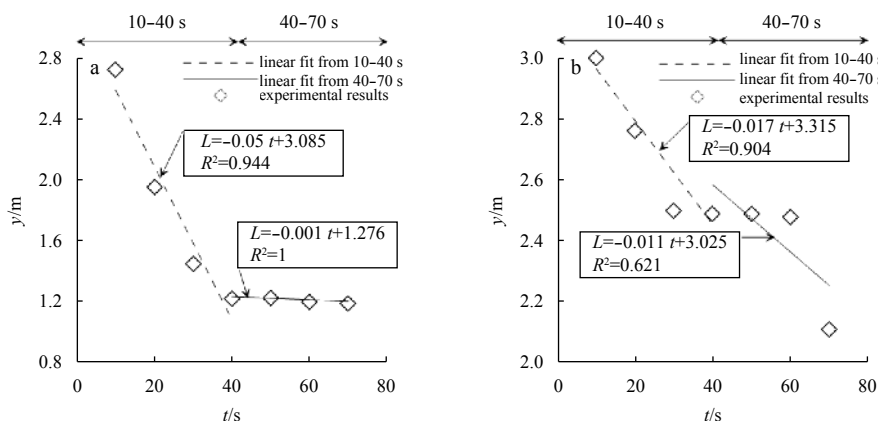 10–40 s 40–70 s
a
linear fit from 10–40 s
linear fit from 40–70 s
experimental results
L=−0.05 t+3.085
R²=0.944
L=−0.001 t+1.276
R²=1
2.8
2.4
2.0
1.6
1.2
0.8
y/m
0 20 40 60 80
t/s
10–40 s 40–70 s
b
linear fit from 10–40 s
linear fit from 40–70 s
experimental results
L=−0.017 t+3.315
R²=0.904
L=−0.011 t+3.025
R²=0.621
3.0
2.8
2.6
2.4
2.2
2.0
y/m
0 20 40 60 80
t/s